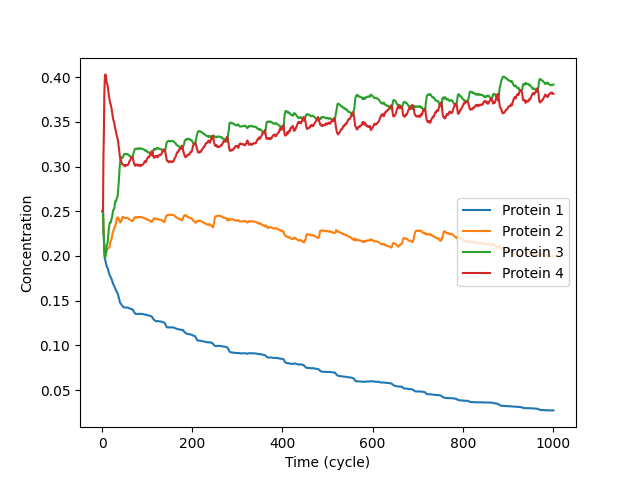 0.40
0.35
0.30
0.25
0.20
0.15
0.10
0.05
Concentration
Protein 1
Protein 2
Protein 3
Protein 4
0 200 400 600 800 1000
Time (cycle)